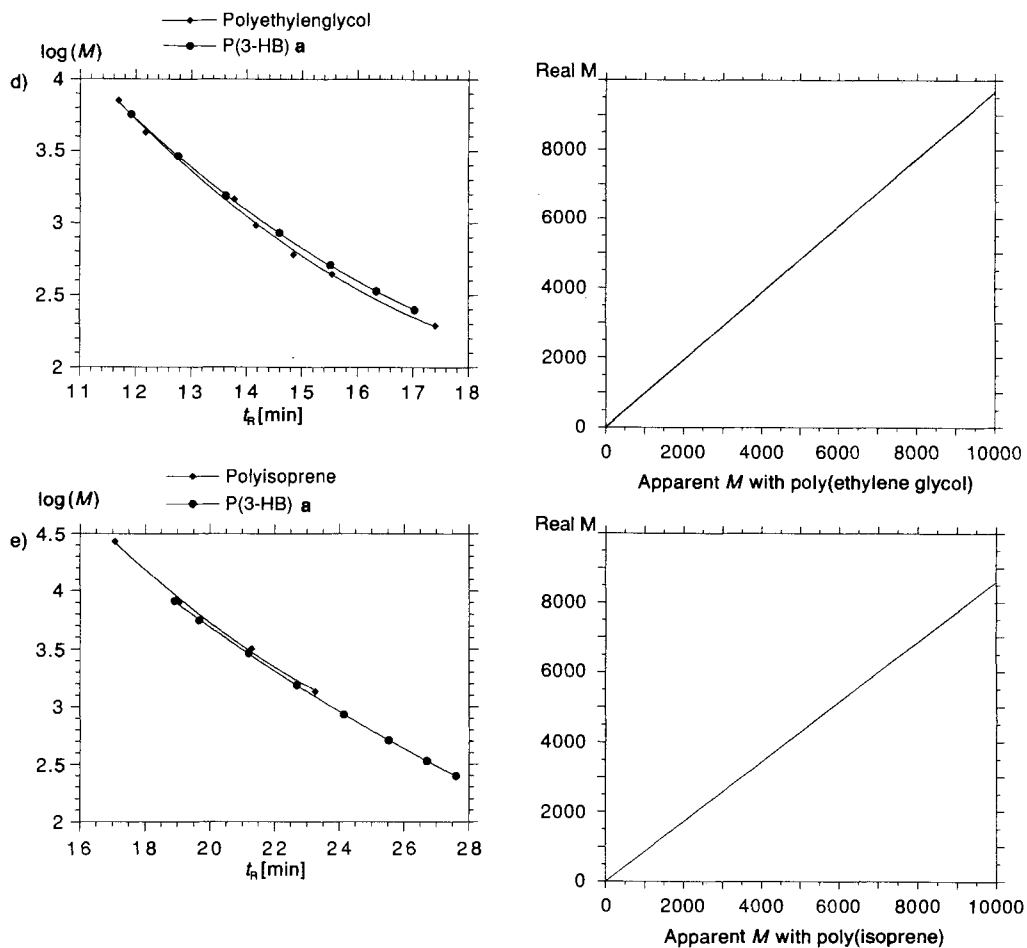 Polyethylenglycol
P(3-HB) a
log(M)
d)
4
3.5
3
2.5
2
11 12 13 14 15 16 17 18
tR[min]
Real M
8000
6000
4000
2000
0
0 2000 4000 6000 8000 10000
Apparent M with poly(ethylene glycol)
Polyisoprene
P(3-HB) a
log(M)
e)
4.5
4
3.5
3
2.5
2
16 18 20 22 24 26 28
tR[min]
Real M
8000
6000
4000
2000
0
0 2000 4000 6000 8000 10000
Apparent M with poly(isoprene)